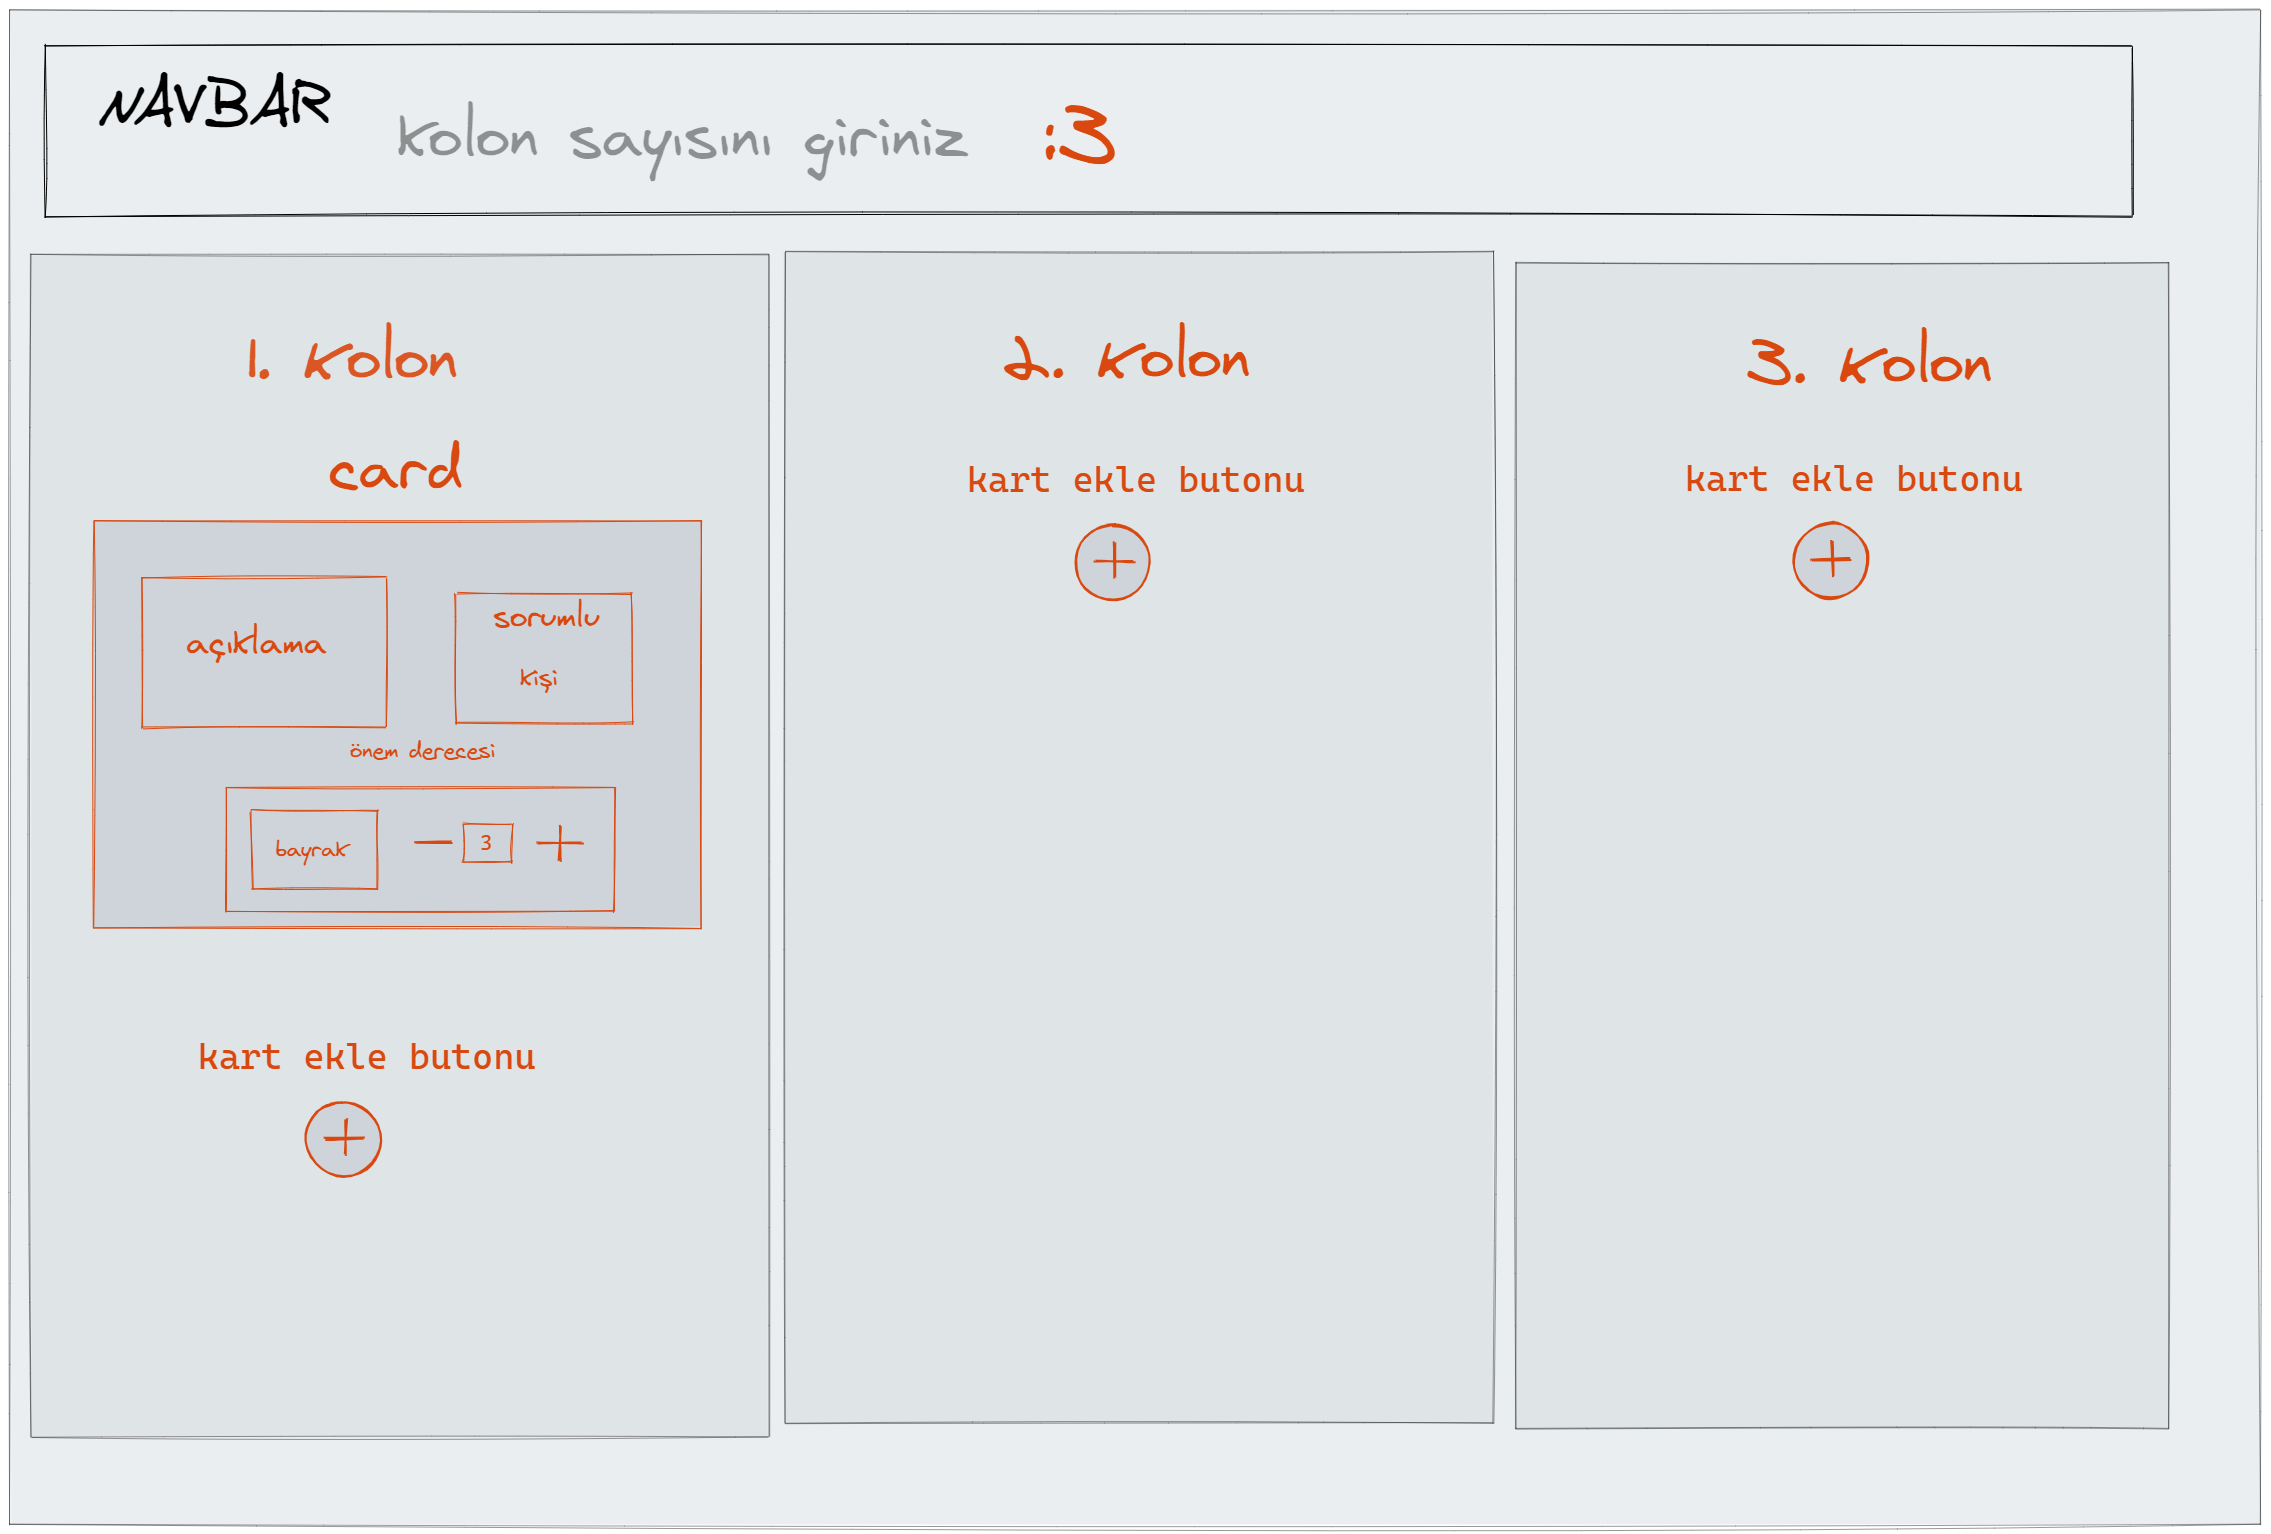 NAVBAR
Kolon sayısını giriniz :3
1. Kolon
card
açıklama
sorumlu
kişi
önem derecesi
bayrak
— 3 +
kart ekle butonu
+
2. Kolon
kart ekle butonu
+
3. Kolon
kart ekle butonu
+